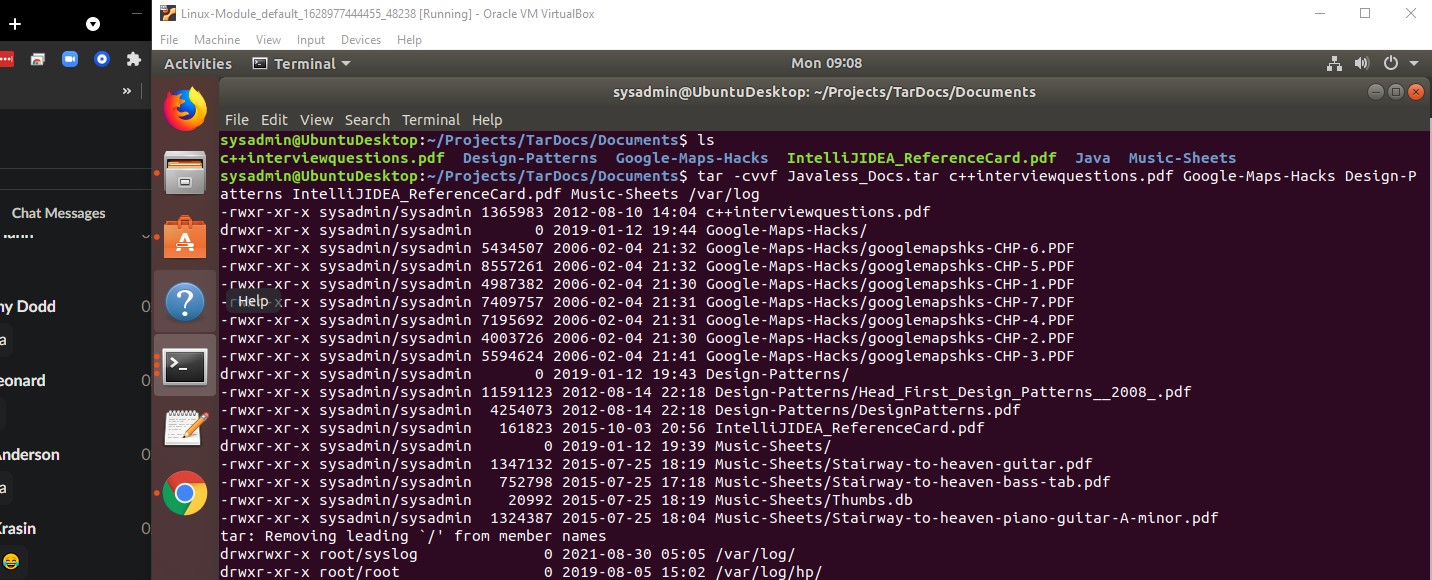 Linux-Module_default_1628977444455_48238 [Running] - Oracle VM VirtualBox
File Machine View Input Devices Help
Activities Terminal Mon 09:08
sysadmin@UbuntuDesktop: ~/Projects/TarDocs/Documents
File Edit View Search Terminal Help
sysadmin@UbuntuDesktop:~/Projects/TarDocs/Documents$ ls
c++interviewquestions.pdf Design-Patterns Google-Maps-Hacks IntelliJIDEA_ReferenceCard.pdf Java Music-Sheets
sysadmin@UbuntuDesktop:~/Projects/TarDocs/Documents$ tar -cvvf Javaless_Docs.tar c++interviewquestions.pdf Google-Maps-Hacks Design-P
atterns IntelliJIDEA_ReferenceCard.pdf Music-Sheets /var/log
-rwxr-xr-x sysadmin/sysadmin 1365983 2012-08-10 14:04 c++interviewquestions.pdf
drwxr-xr-x sysadmin/sysadmin 0 2019-01-12 19:44 Google-Maps-Hacks/
-rwxr-xr-x sysadmin/sysadmin 5434507 2006-02-04 21:32 Google-Maps-Hacks/googlemapshks-CHP-6.PDF
-rwxr-xr-x sysadmin/sysadmin 8557261 2006-02-04 21:32 Google-Maps-Hacks/googlemapshks-CHP-5.PDF
-rwxr-xr-x sysadmin/sysadmin 4987382 2006-02-04 21:30 Google-Maps-Hacks/googlemapshks-CHP-1.PDF
Help sysadmin/sysadmin 7409757 2006-02-04 21:31 Google-Maps-Hacks/googlemapshks-CHP-7.PDF
-rwxr-xr-x sysadmin/sysadmin 7195692 2006-02-04 21:31 Google-Maps-Hacks/googlemapshks-CHP-4.PDF
-rwxr-xr-x sysadmin/sysadmin 4003726 2006-02-04 21:30 Google-Maps-Hacks/googlemapshks-CHP-2.PDF
-rwxr-xr-x sysadmin/sysadmin 5594624 2006-02-04 21:41 Google-Maps-Hacks/googlemapshks-CHP-3.PDF
drwxr-xr-x sysadmin/sysadmin 0 2019-01-12 19:43 Design-Patterns/
-rwxr-xr-x sysadmin/sysadmin 11591123 2012-08-14 22:18 Design-Patterns/Head_First_Design_Patterns__2008_.pdf
-rwxr-xr-x sysadmin/sysadmin 4254073 2012-08-14 22:18 Design-Patterns/DesignPatterns.pdf
-rwxr-xr-x sysadmin/sysadmin 161823 2015-10-03 20:56 IntelliJIDEA_ReferenceCard.pdf
drwxr-xr-x sysadmin/sysadmin 0 2019-01-12 19:39 Music-Sheets/
-rwxr-xr-x sysadmin/sysadmin 1347132 2015-07-25 18:19 Music-Sheets/Stairway-to-heaven-guitar.pdf
-rwxr-xr-x sysadmin/sysadmin 752798 2015-07-25 17:18 Music-Sheets/Stairway-to-heaven-bass-tab.pdf
-rwxr-xr-x sysadmin/sysadmin 20992 2015-07-25 18:19 Music-Sheets/Thumbs.db
-rwxr-xr-x sysadmin/sysadmin 1324387 2015-07-25 18:04 Music-Sheets/Stairway-to-heaven-piano-guitar-A-minor.pdf
tar: Removing leading `/' from member names
drwxrwxr-x root/syslog 0 2021-08-30 05:05 /var/log/
drwxr-xr-x root/root 0 2019-08-05 15:02 /var/log/hp/
Chat Messages
ny Dodd 0
a
eonard 0
Anderson 0
a
Krasin 0